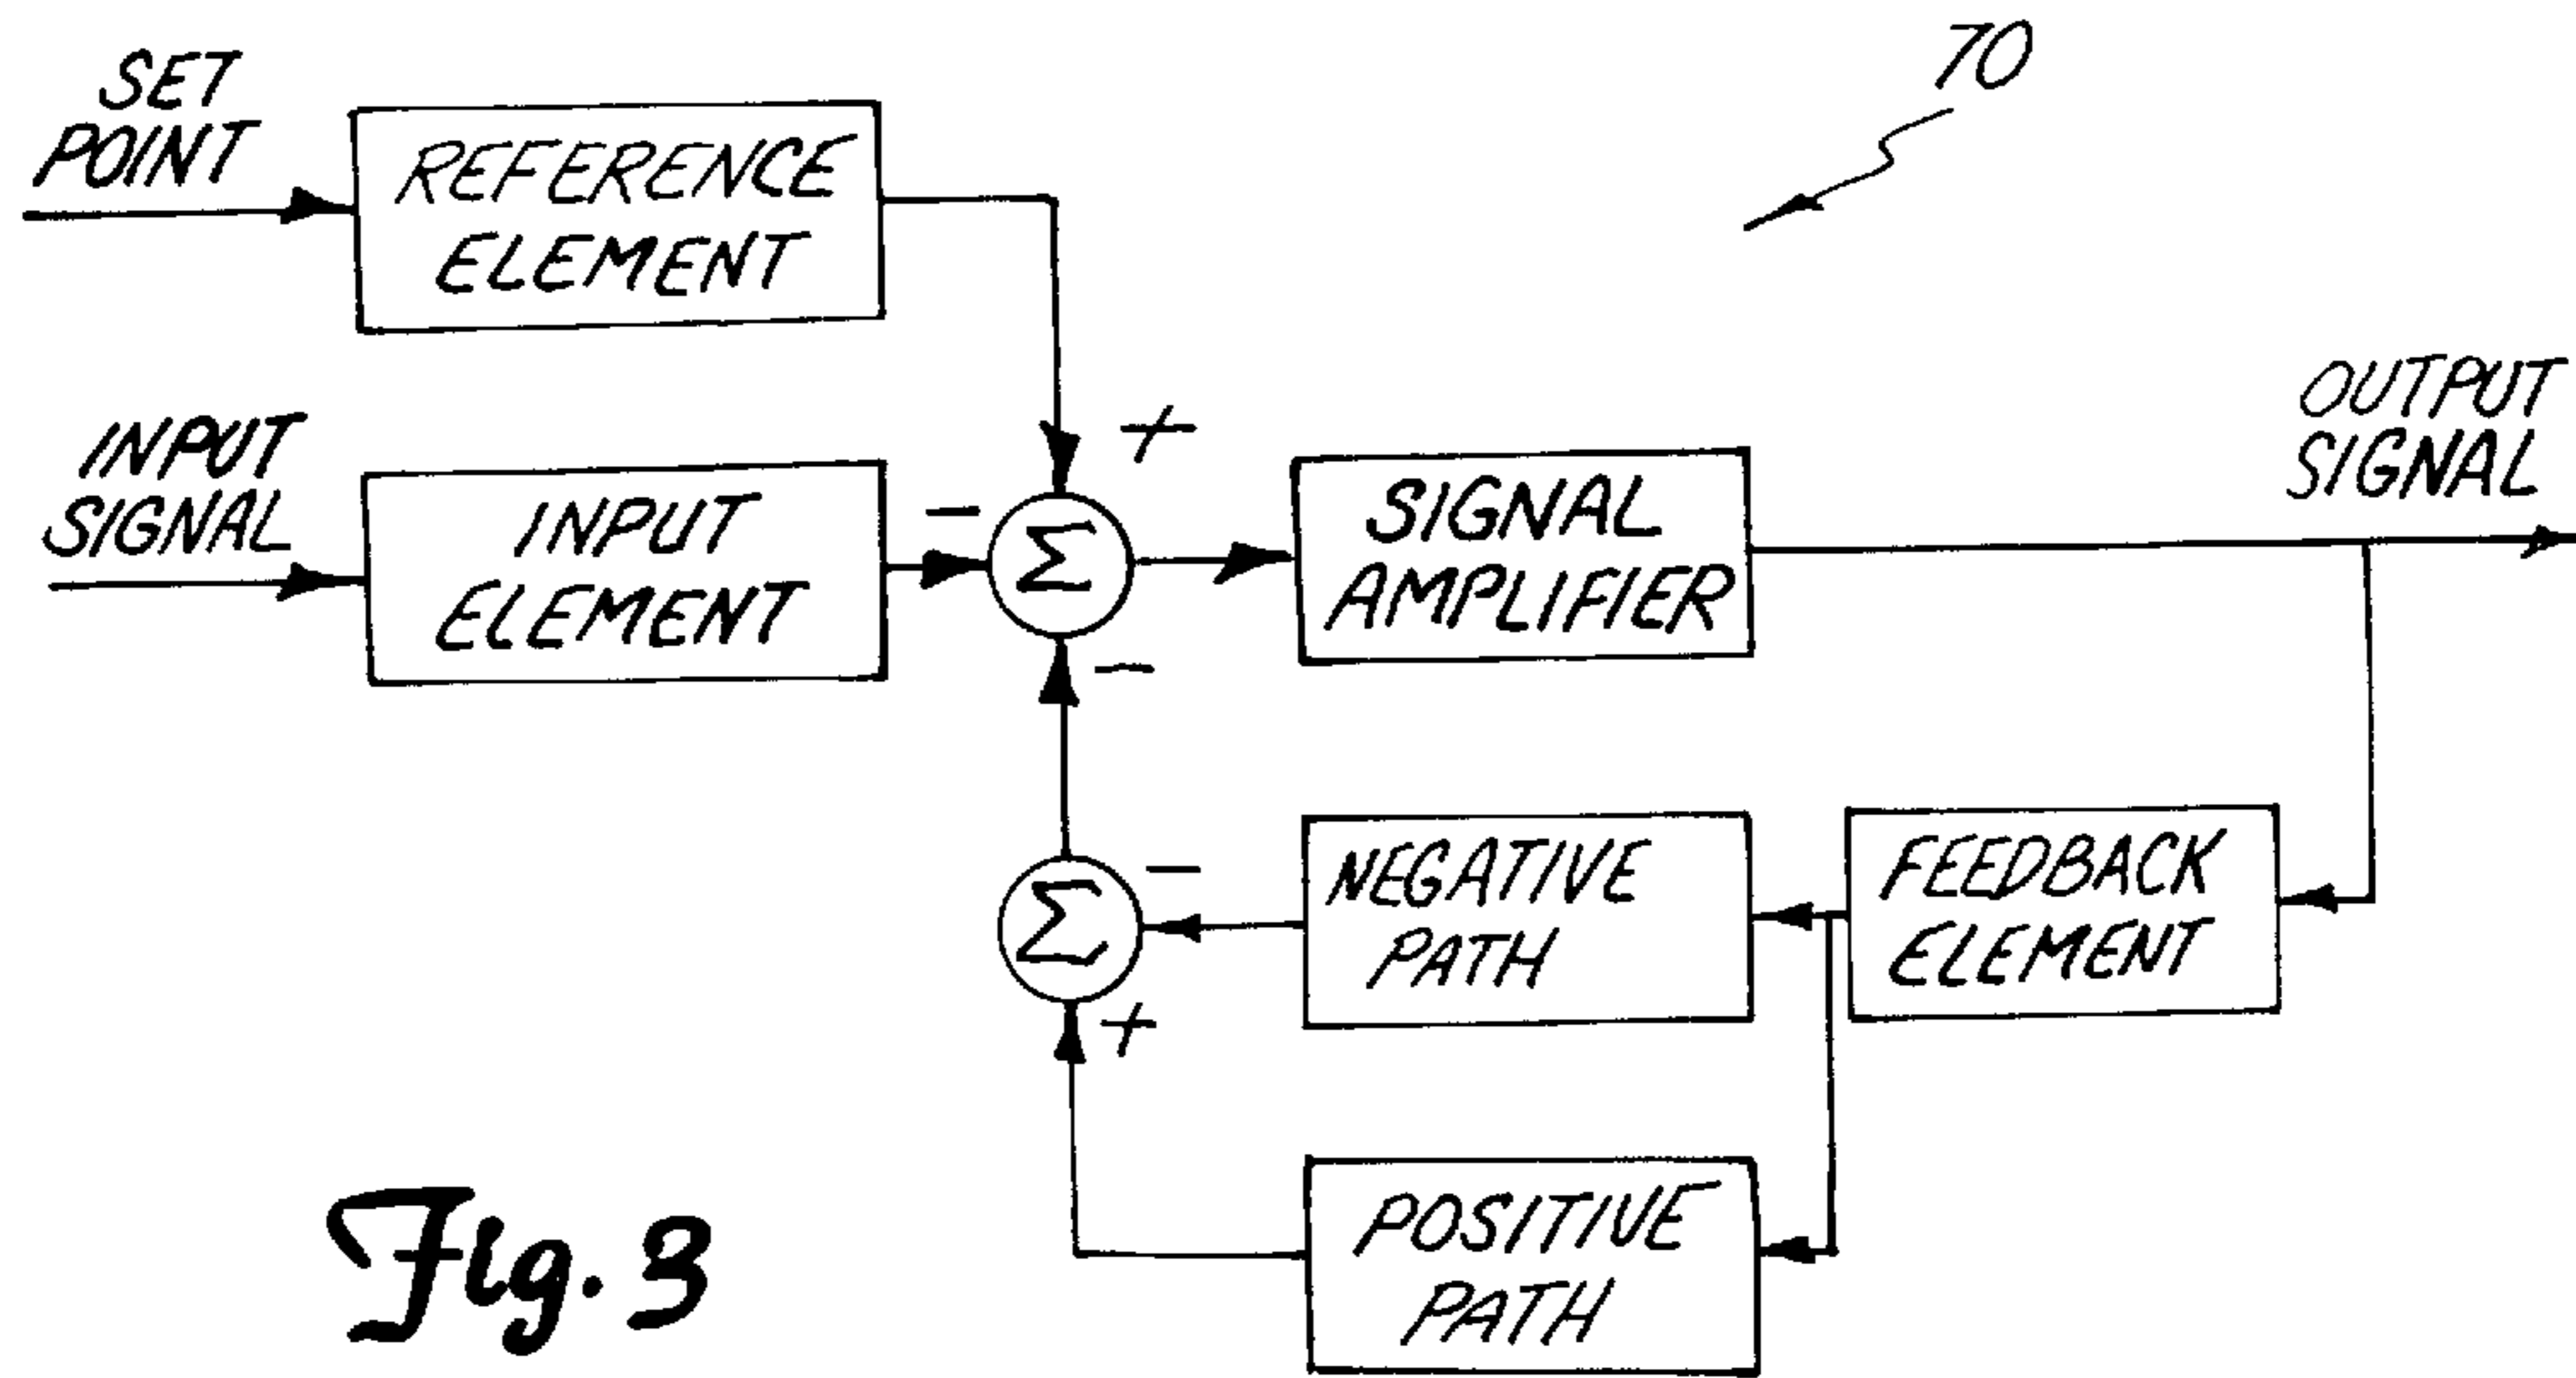 70
SET
POINT
REFERENCE
ELEMENT
+
INPUT
SIGNAL
INPUT
ELEMENT
-
Σ
-
SIGNAL
AMPLIFIER
OUTPUT
SIGNAL
Σ
-
+
NEGATIVE
PATH
FEEDBACK
ELEMENT
POSITIVE
PATH
Fig. 3